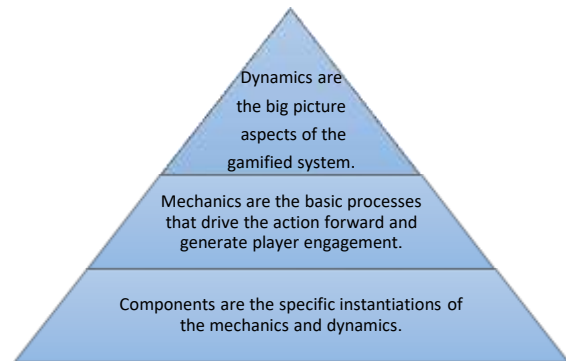 Dynamics are
the big picture
aspects of the
gamified system.
Mechanics are the basic processes
that drive the action forward and
generate player engagement.
Components are the specific instantiations of
the mechanics and dynamics.